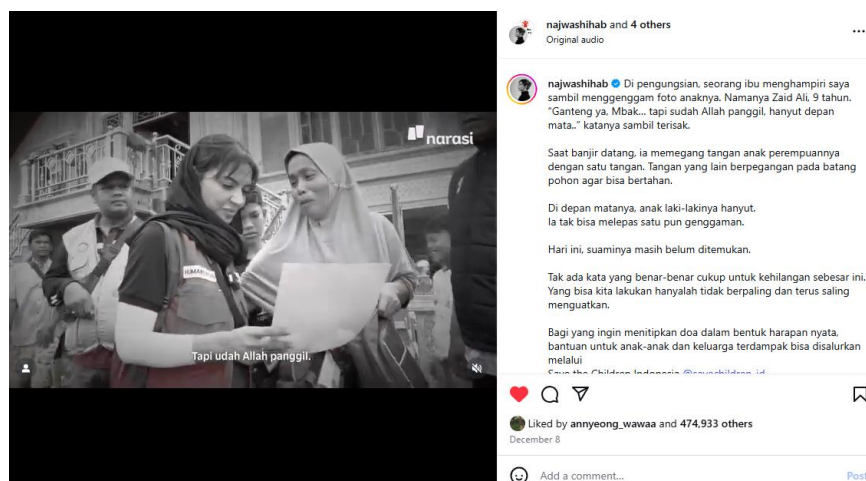 narasi
HUMAN
Tapi udah Allah panggil.
najwashihab and 4 others
Original audio
najwashihab Di pengungsian, seorang ibu menghampiri saya
sambil menggenggam foto anaknya. Namanya Zaid Ali, 9 tahun.
“Ganteng ya, Mbak... tapi sudah Allah panggil, hanyut depan
mata..” katanya sambil terisak.
Saat banjir datang, ia memegang tangan anak perempuannya
dengan satu tangan. Tangan yang lain berpegangan pada batang
pohon agar bisa bertahan.
Di depan matanya, anak laki-lakinya hanyut.
Ia tak bisa melepas satu pun genggaman.
Hari ini, suaminya masih belum ditemukan.
Tak ada kata yang benar-benar cukup untuk kehilangan sebesar ini.
Yang bisa kita lakukan hanyalah tidak berpaling dan terus saling
menguatkan.
Bagi yang ingin menitipkan doa dalam bentuk harapan nyata,
bantuan untuk anak-anak dan keluarga terdampak bisa disalurkan
melalui
Save the Children Indonesia @savechildren_id
Liked by annyeong_wawaa and 474,933 others
December 8
Add a comment...
Post